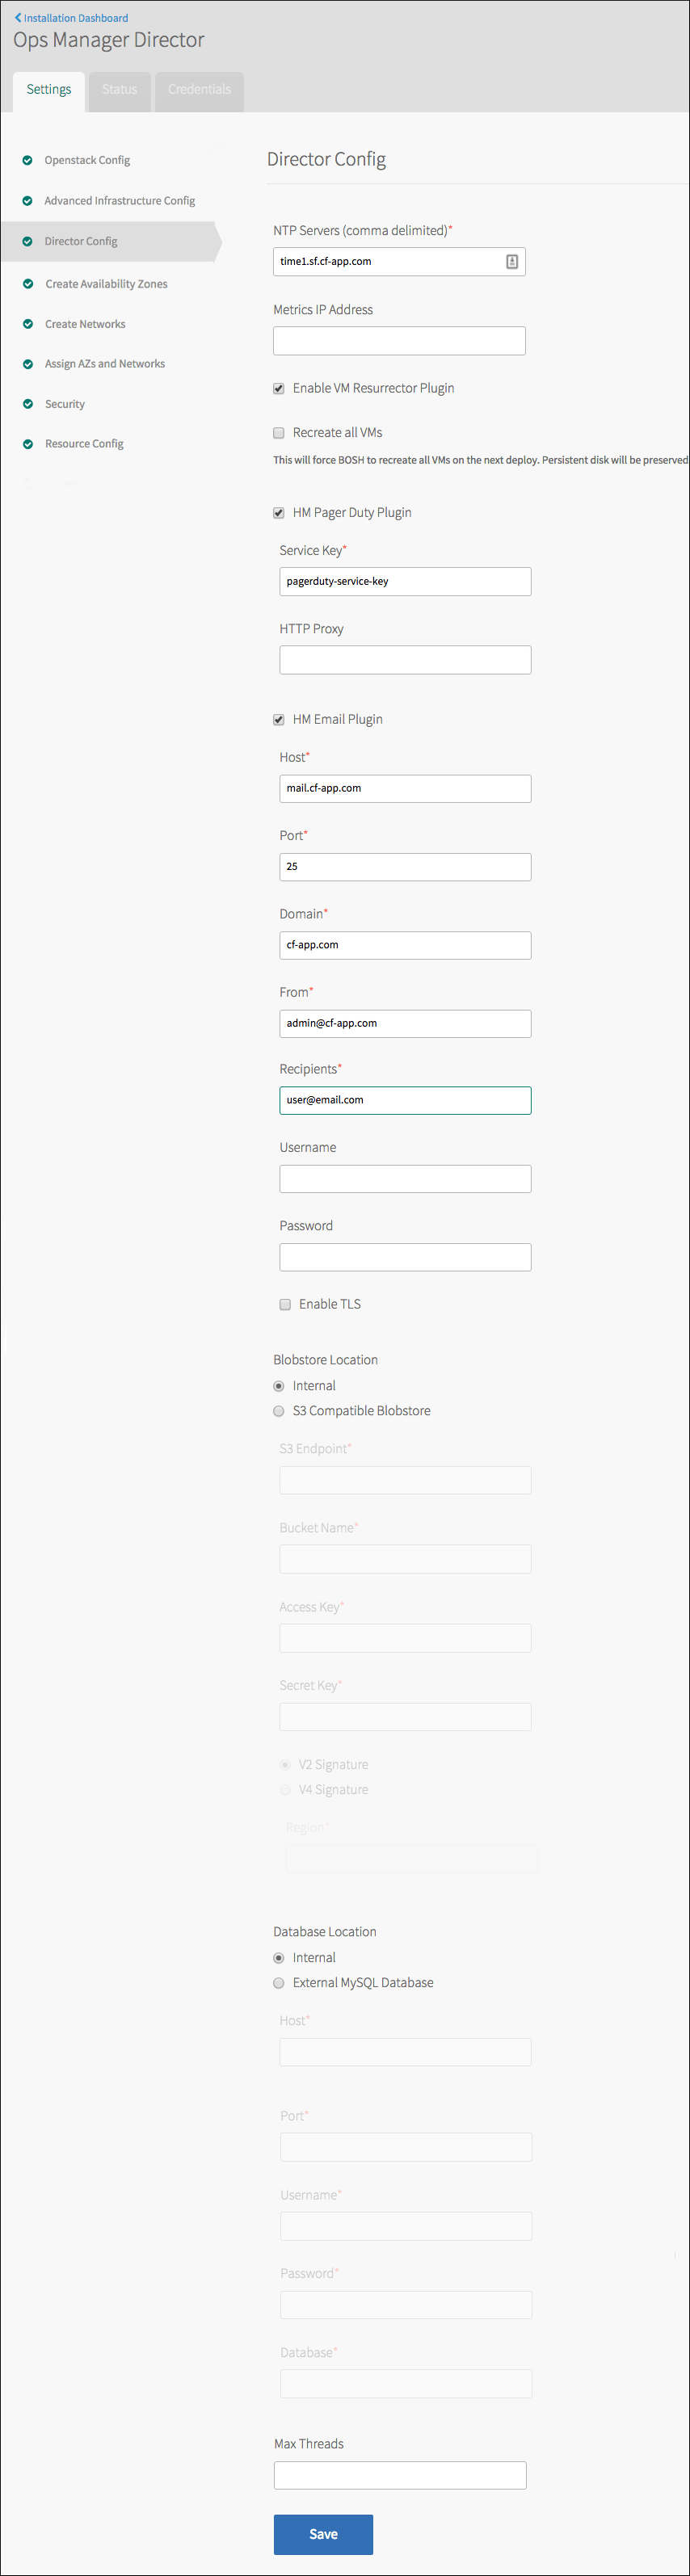 Installation Dashboard
Ops Manager Director
Settings
Status
Credentials
Openstack Config
Advanced Infrastructure Config
Director Config
Create Availability Zones
Create Networks
Assign AZs and Networks
Security
Resource Config
Director Config
NTP Servers (comma delimited)*
time1.sf.cf-app.com
Metrics IP Address
Enable VM Resurrector Plugin
Recreate all VMs
This will force BOSH to recreate all VMs on the next deploy. Persistent disk will be preserved
HM Pager Duty Plugin
Service Key*
pagerduty-service-key
HTTP Proxy
HM Email Plugin
Host*
mail.cf-app.com
Port*
25
Domain*
cf-app.com
From*
admin@cf-app.com
Recipients*
user@email.com
Username
Password
Enable TLS
Blobstore Location
Internal
S3 Compatible Blobstore
S3 Endpoint*
Bucket Name*
Access Key*
Secret Key*
V2 Signature
V4 Signature
Region*
Database Location
Internal
External MySQL Database
Host*
Port*
Username*
Password*
Database*
Max Threads
Save